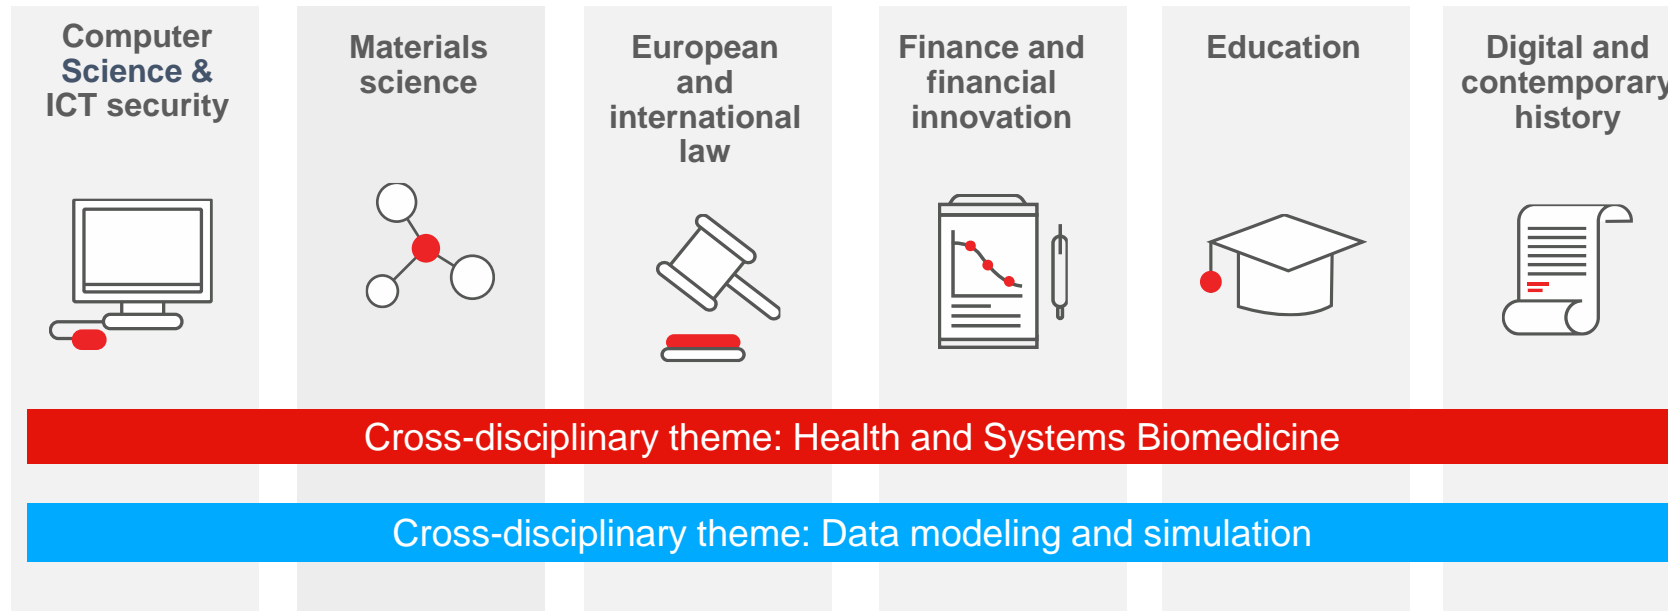 Computer
Science &
ICT security
Materials
science
European
and
international
law
Finance and
financial
innovation
Education
Digital and
contemporary
history
Cross-disciplinary theme: Health and Systems Biomedicine
Cross-disciplinary theme: Data modeling and simulation